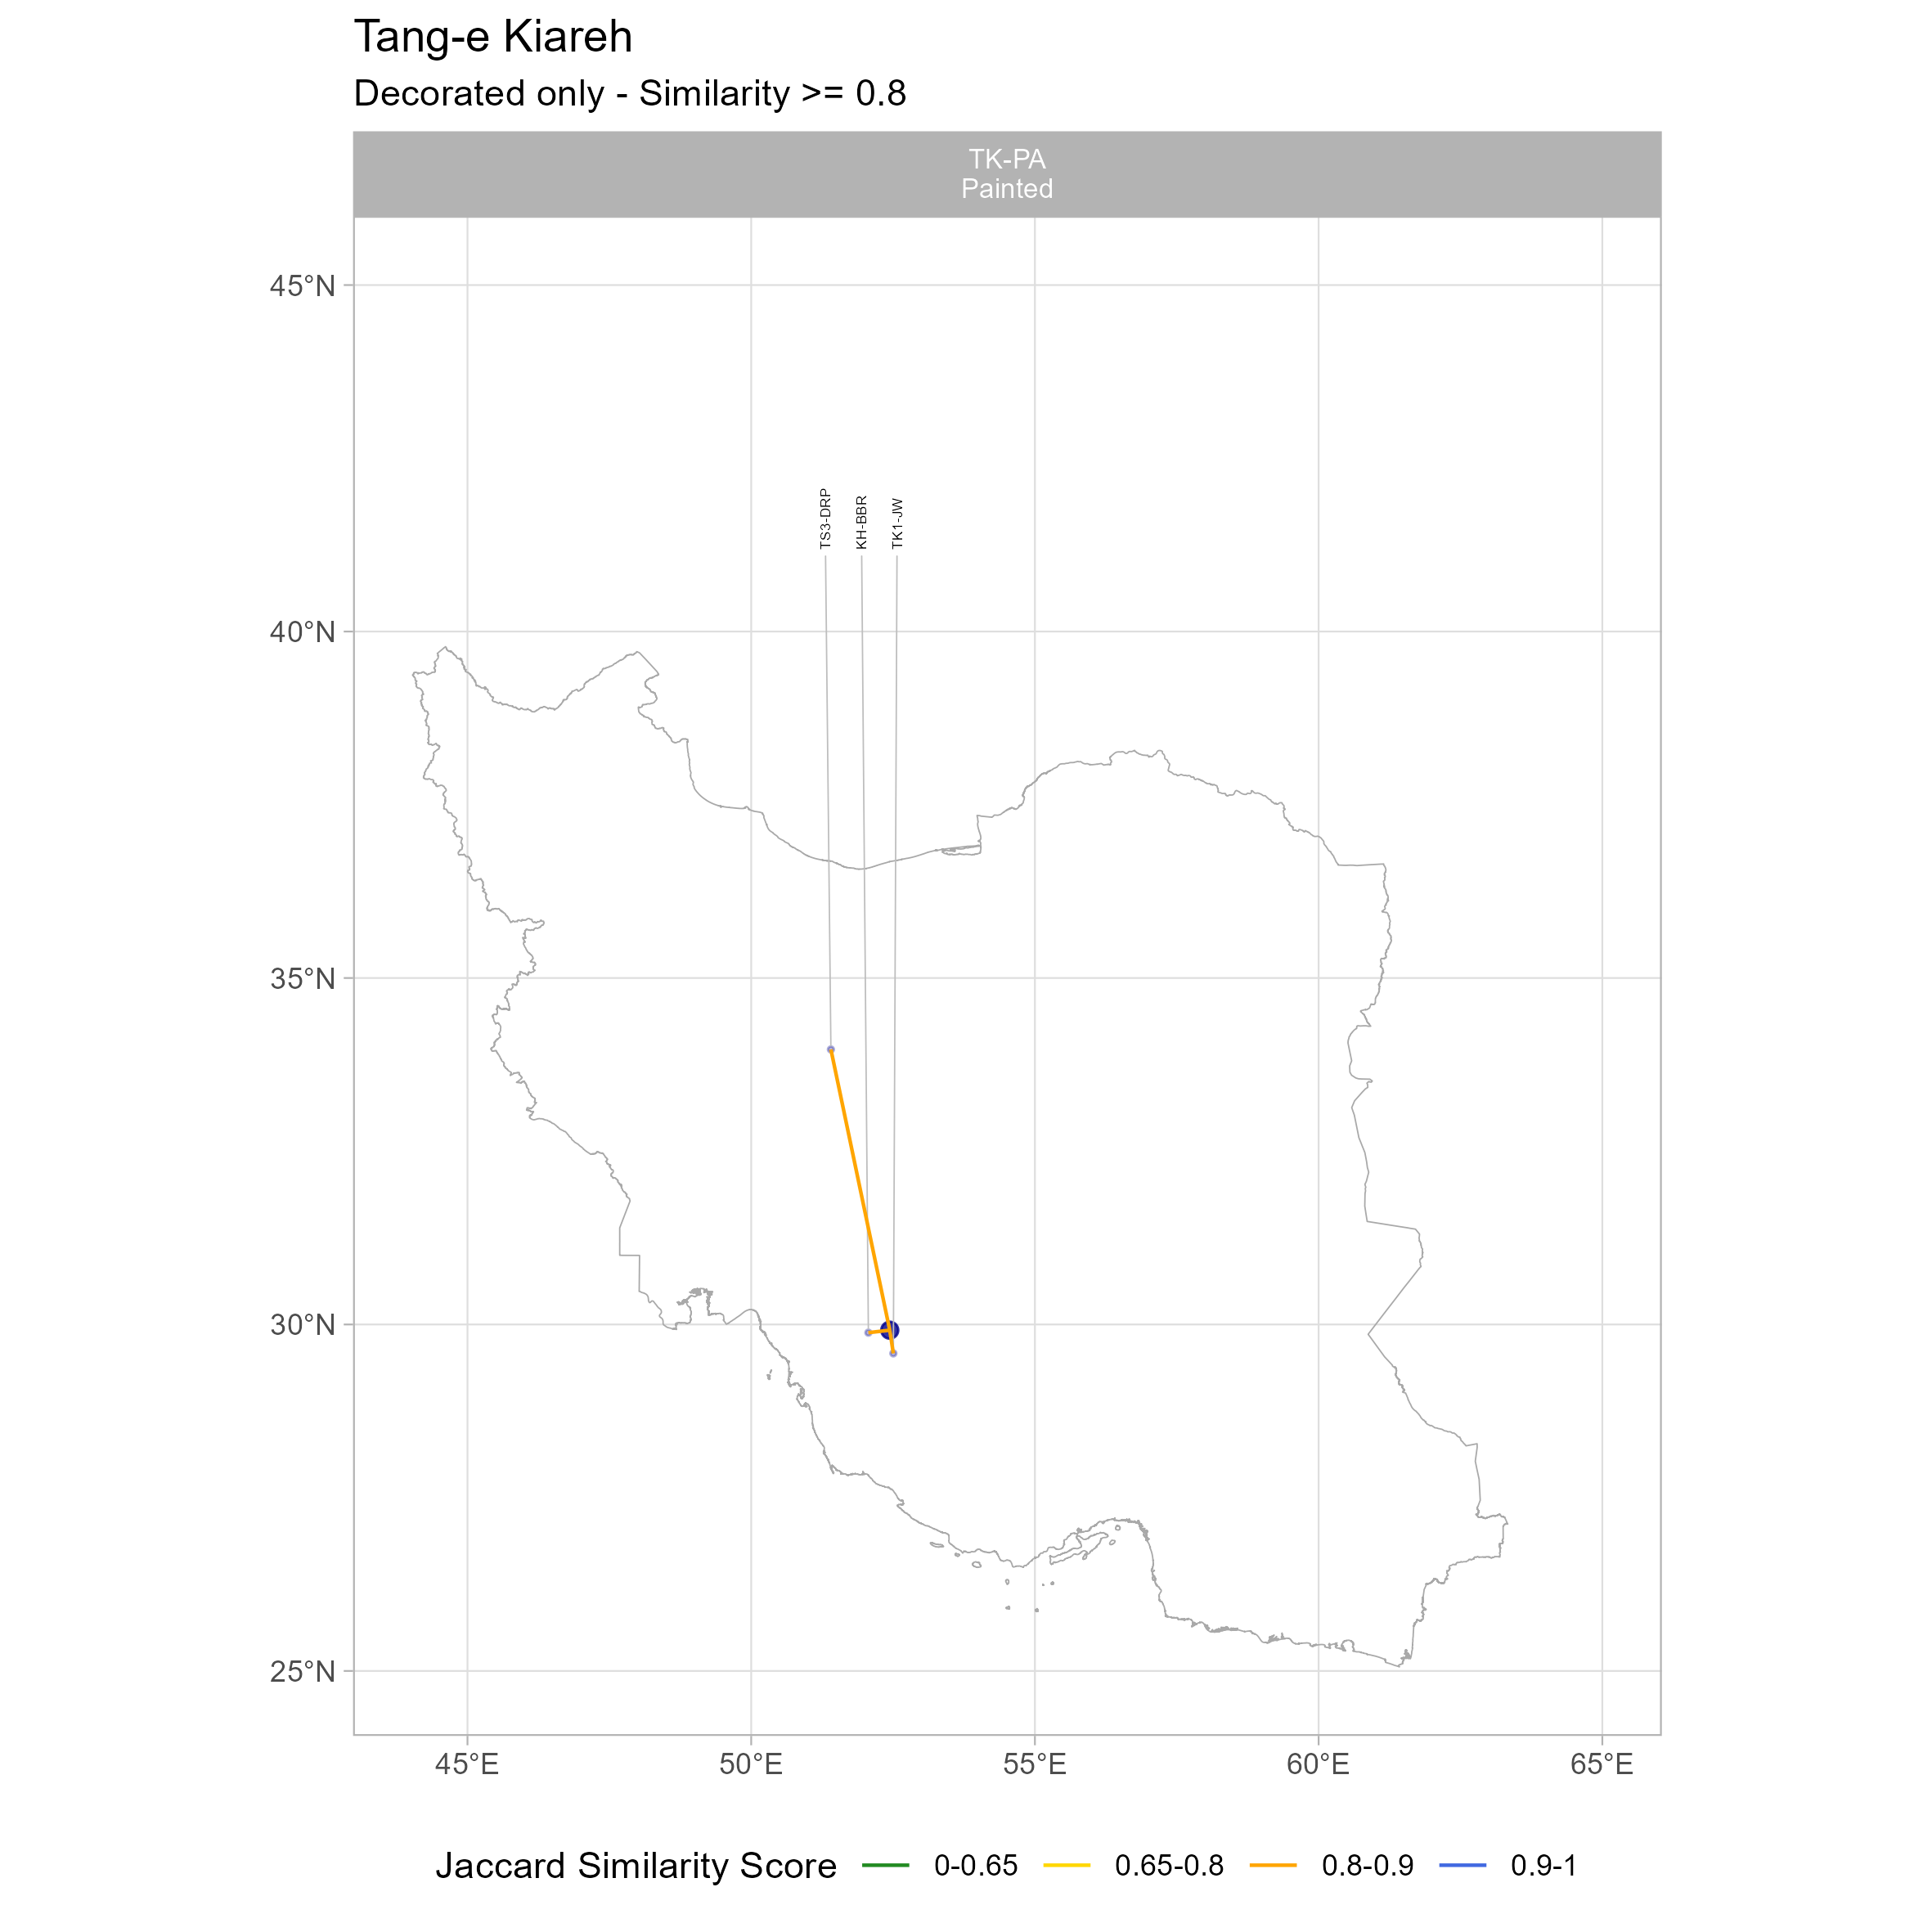 Tang-e Kiareh
Decorated only - Similarity >= 0.8
TK-PA
Painted
45°N
40°N
35°N
30°N
25°N
TS3-DRP
KH-BBR
TK1-JW
45°E
50°E
55°E
60°E
65°E
Jaccard Similarity Score
0-0.65
0.65-0.8
0.8-0.9
0.9-1